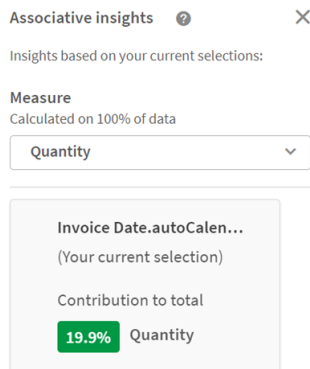 Associative insights ?
Insights based on your current selections:
Measure
Calculated on 100% of data
Quantity
Invoice Date.autoCalen...
(Your current selection)
Contribution to total
19.9% Quantity